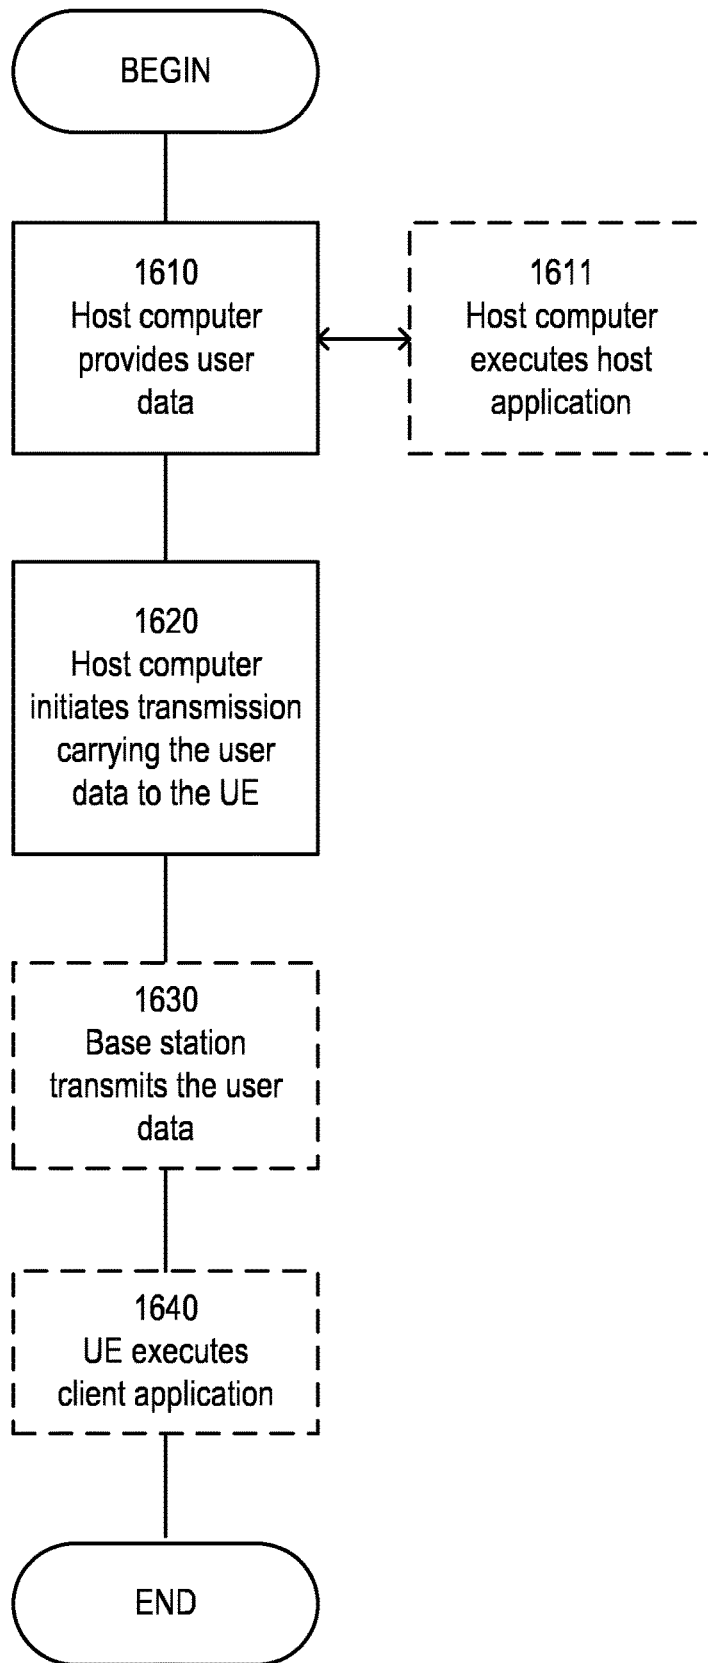 BEGIN
1610
Host computer
provides user
data
1611
Host computer
executes host
application
1620
Host computer
initiates transmission
carrying the user
data to the UE
1630
Base station
transmits the user
data
1640
UE executes
client application
END